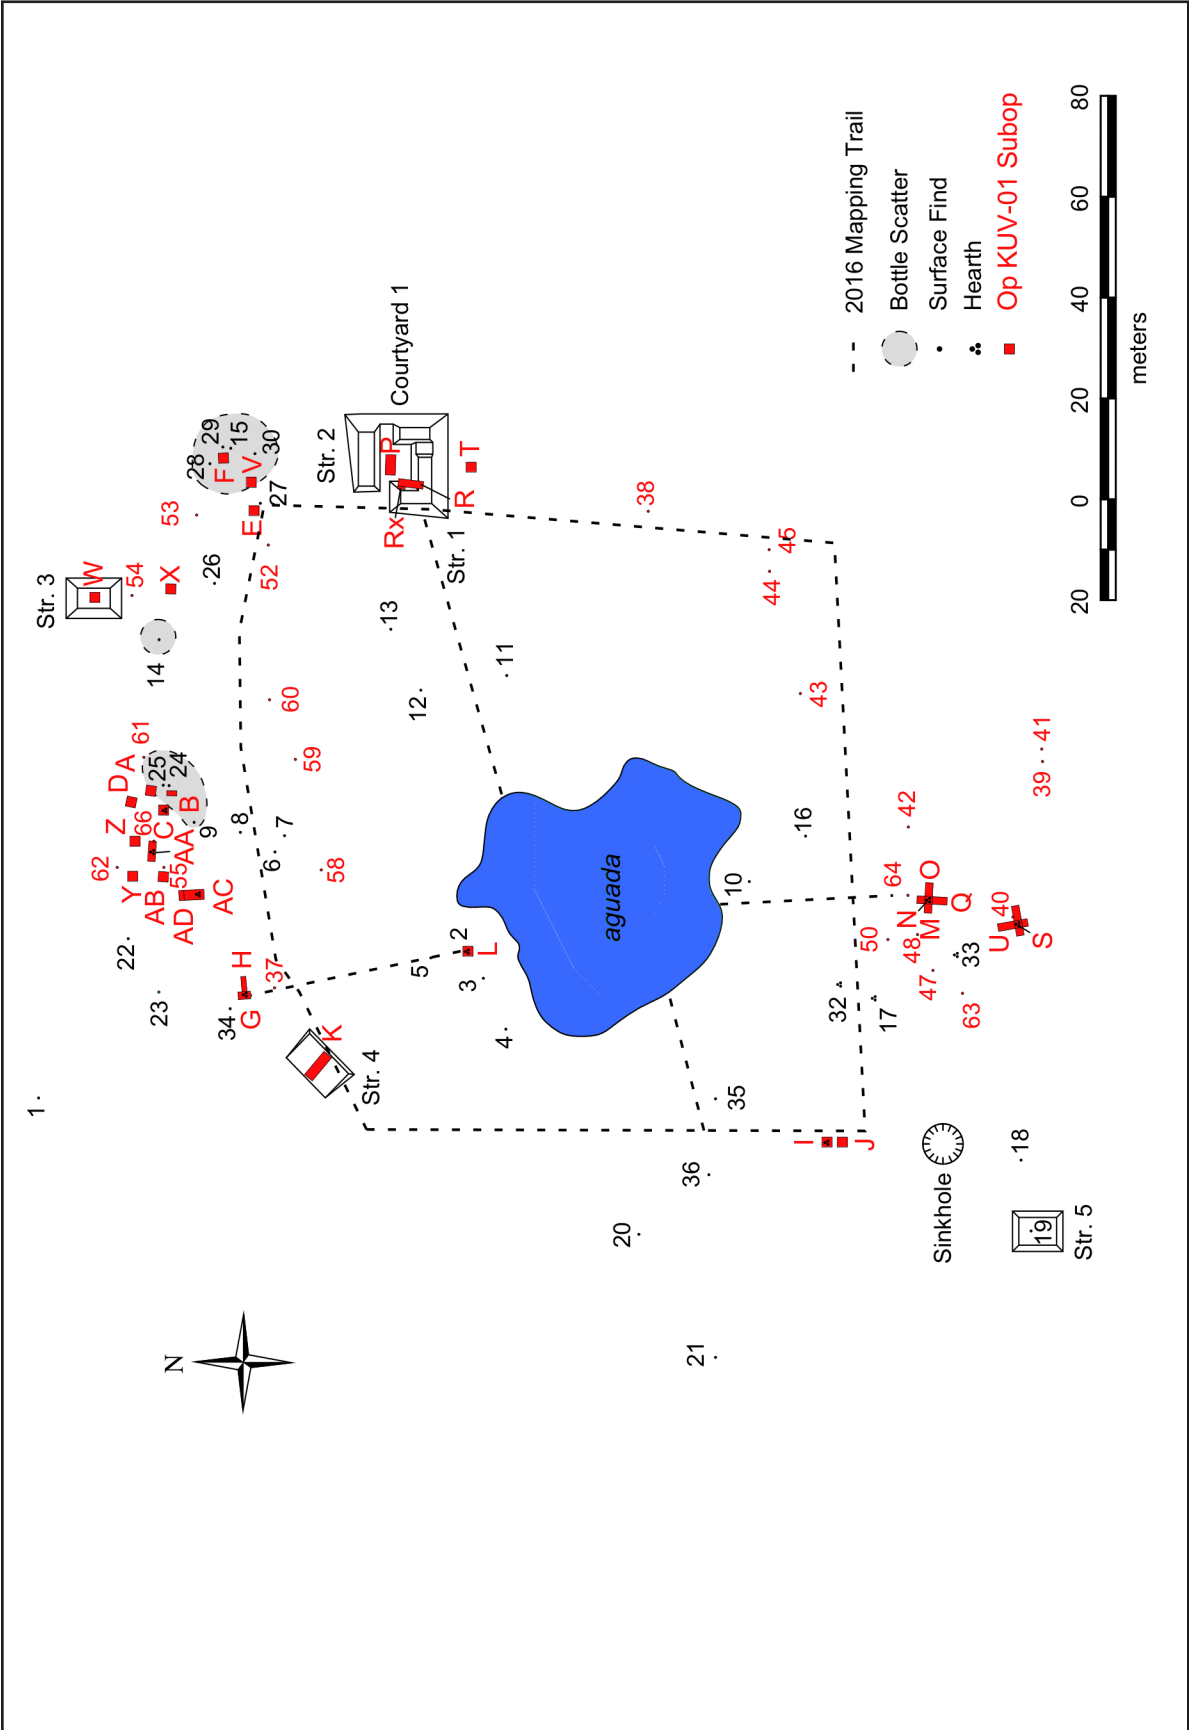 1
Str. 3
W
62
D
Z
22
Y
A
61
54
66
14
25
AB
C
23
X
53
N
55
24
AA
B
AD
28
29
9
26
AC
F
15
34
8
H
V
G
E
30
6
52
37
27
7
60
59
Str. 2
K
58
Str. 4
P
13
Rx
Courtyard 1
12
5
Str. 1
2
R
T
3
L
11
4
aguada
20
38
36
21
35
10
44
45
16
I
43
32
J
2016 Mapping Trail
50
17
64
Bottle Scatter
42
N
48
47
M
O
Surface Find
Sinkhole
Q
33
63
Hearth
U
40
Op KUV-01 Subop
18
19
S
39
41
Str. 5
20
0
20
40
60
80
meters